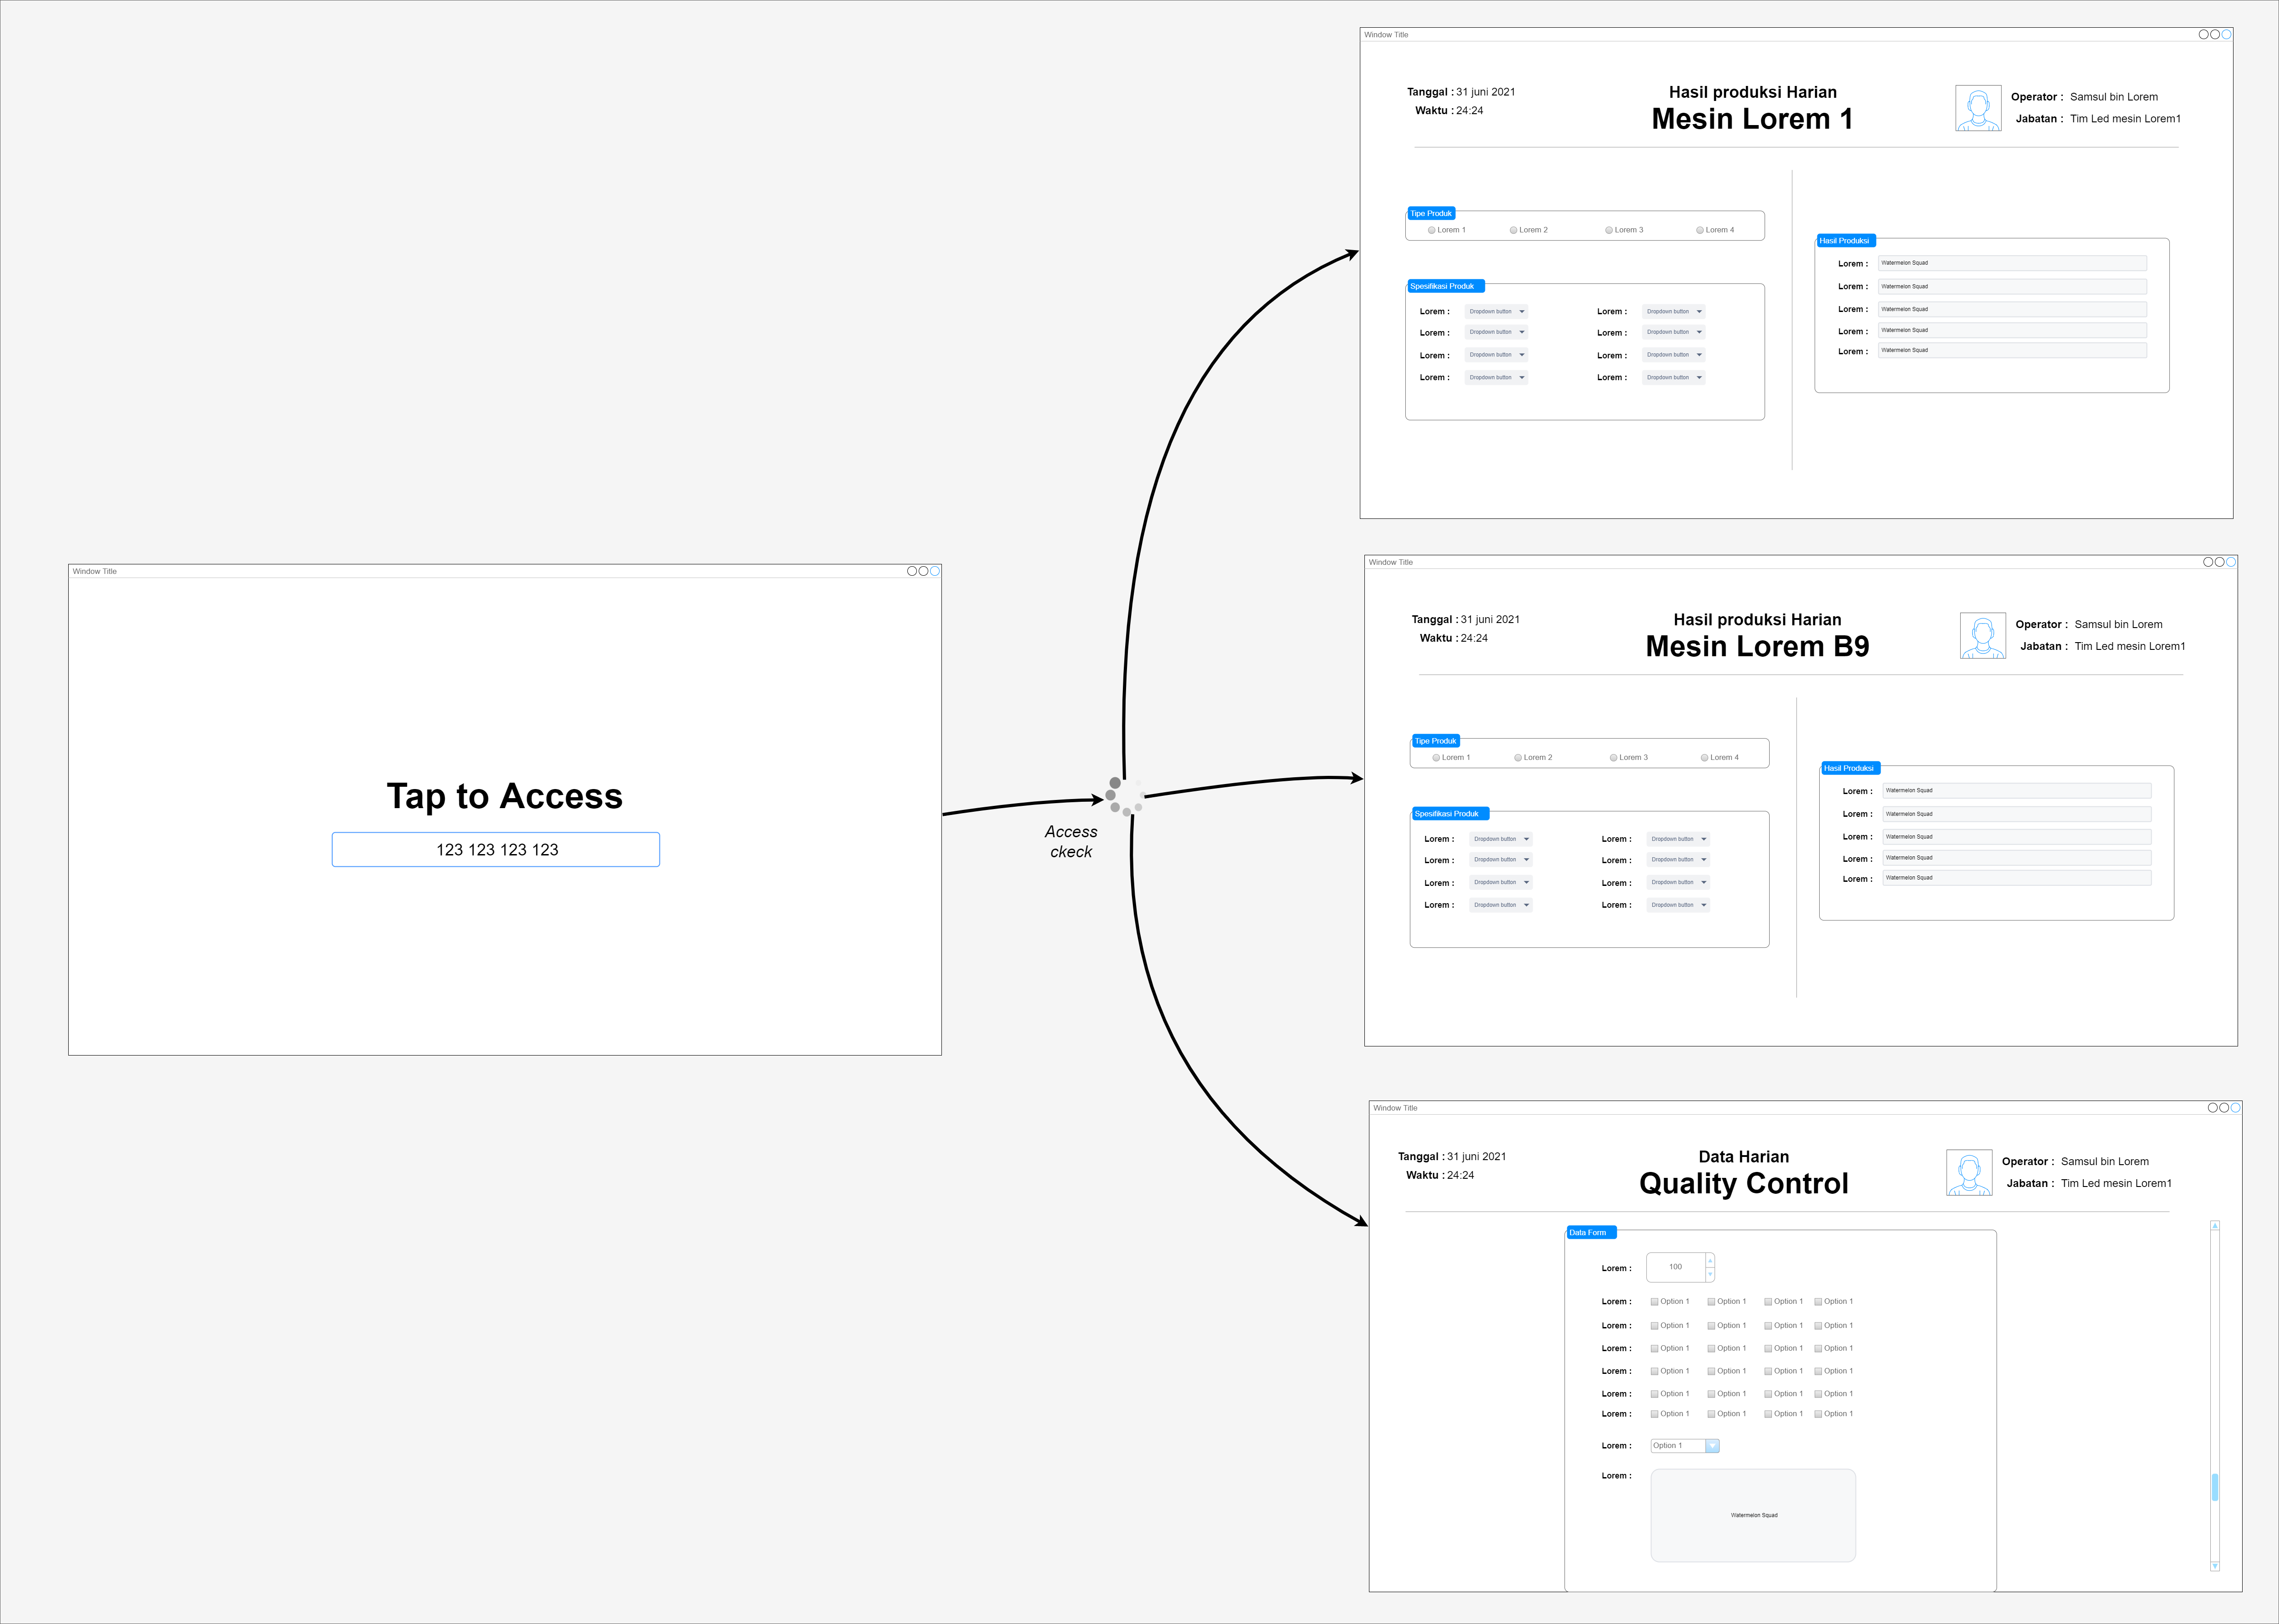 Window Title
Tap to Access
123 123 123 123
Access
ckeck
Window Title
Tanggal : 31 juni 2021
Waktu : 24:24
Hasil produksi Harian
Mesin Lorem 1
Operator : Samsul bin Lorem
Jabatan : Tim Led mesin Lorem1
Tipe Produk
Lorem 1 Lorem 2 Lorem 3 Lorem 4
Spesifikasi Produk
Lorem : Dropdown button Lorem : Dropdown button
Lorem : Dropdown button Lorem : Dropdown button
Lorem : Dropdown button Lorem : Dropdown button
Lorem : Dropdown button Lorem : Dropdown button
Hasil Produksi
Lorem : Watermelon Squad
Lorem : Watermelon Squad
Lorem : Watermelon Squad
Lorem : Watermelon Squad
Lorem : Watermelon Squad
Window Title
Tanggal : 31 juni 2021
Waktu : 24:24
Hasil produksi Harian
Mesin Lorem B9
Operator : Samsul bin Lorem
Jabatan : Tim Led mesin Lorem1
Tipe Produk
Lorem 1 Lorem 2 Lorem 3 Lorem 4
Spesifikasi Produk
Lorem : Dropdown button Lorem : Dropdown button
Lorem : Dropdown button Lorem : Dropdown button
Lorem : Dropdown button Lorem : Dropdown button
Lorem : Dropdown button Lorem : Dropdown button
Hasil Produksi
Lorem : Watermelon Squad
Lorem : Watermelon Squad
Lorem : Watermelon Squad
Lorem : Watermelon Squad
Lorem : Watermelon Squad
Window Title
Tanggal : 31 juni 2021
Waktu : 24:24
Data Harian
Quality Control
Operator : Samsul bin Lorem
Jabatan : Tim Led mesin Lorem1
Data Form
Lorem : 100
Lorem : Option 1 Option 1 Option 1 Option 1
Lorem : Option 1 Option 1 Option 1 Option 1
Lorem : Option 1 Option 1 Option 1 Option 1
Lorem : Option 1 Option 1 Option 1 Option 1
Lorem : Option 1 Option 1 Option 1 Option 1
Lorem : Option 1 Option 1 Option 1 Option 1
Lorem : Option 1
Lorem :
Watermelon Squad